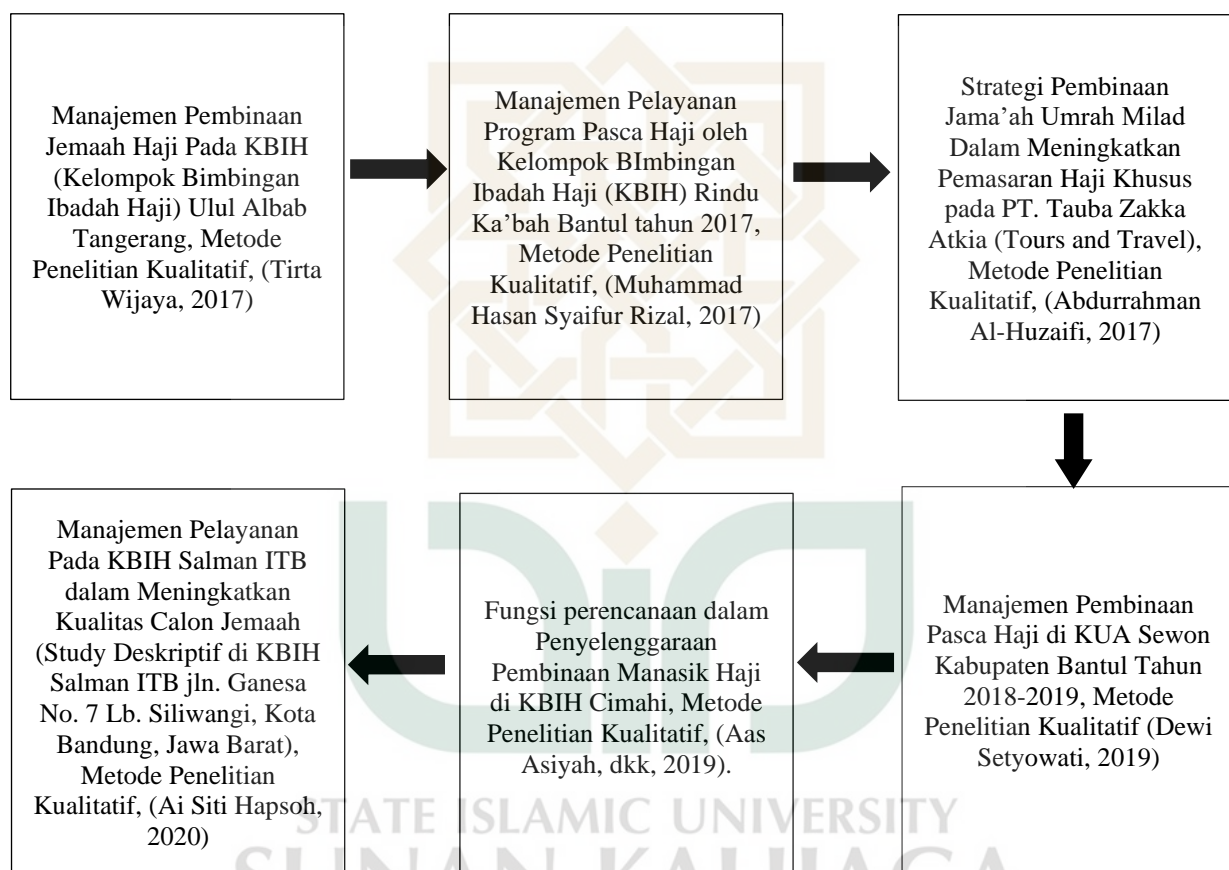 Manajemen Pembinaan
Jemaah Haji Pada KBIH
(Kelompok Bimbingan
Ibadah Haji) Ulul Albab
Tangerang, Metode
Penelitian Kualitatif, (Tirta
Wijaya, 2017)
Manajemen Pelayanan
Program Pasca Haji oleh
Kelompok BImbingan
Ibadah Haji (KBIH) Rindu
Ka’bah Bantul tahun 2017,
Metode Penelitian
Kualitatif, (Muhammad
Hasan Syaifur Rizal, 2017)
Strategi Pembinaan
Jama’ah Umrah Milad
Dalam Meningkatkan
Pemasaran Haji Khusus
pada PT. Tauba Zakka
Atkia (Tours and Travel),
Metode Penelitian
Kualitatif, (Abdurrahman
Al-Huzaifi, 2017)
Manajemen Pembinaan
Pasca Haji di KUA Sewon
Kabupaten Bantul Tahun
2018-2019, Metode
Penelitian Kualitatif (Dewi
Setyowati, 2019)
Fungsi perencanaan dalam
Penyelenggaraan
Pembinaan Manasik Haji
di KBIH Cimahi, Metode
Penelitian Kualitatif, (Aas
Asiyah, dkk, 2019).
Manajemen Pelayanan
Pada KBIH Salman ITB
dalam Meningkatkan
Kualitas Calon Jemaah
(Study Deskriptif di KBIH
Salman ITB jln. Ganesa
No. 7 Lb. Siliwangi, Kota
Bandung, Jawa Barat),
Metode Penelitian
Kualitatif, (Ai Siti Hapsoh,
2020)
STATE ISLAMIC UNIVERSITY
SUNAN KALIJAGA